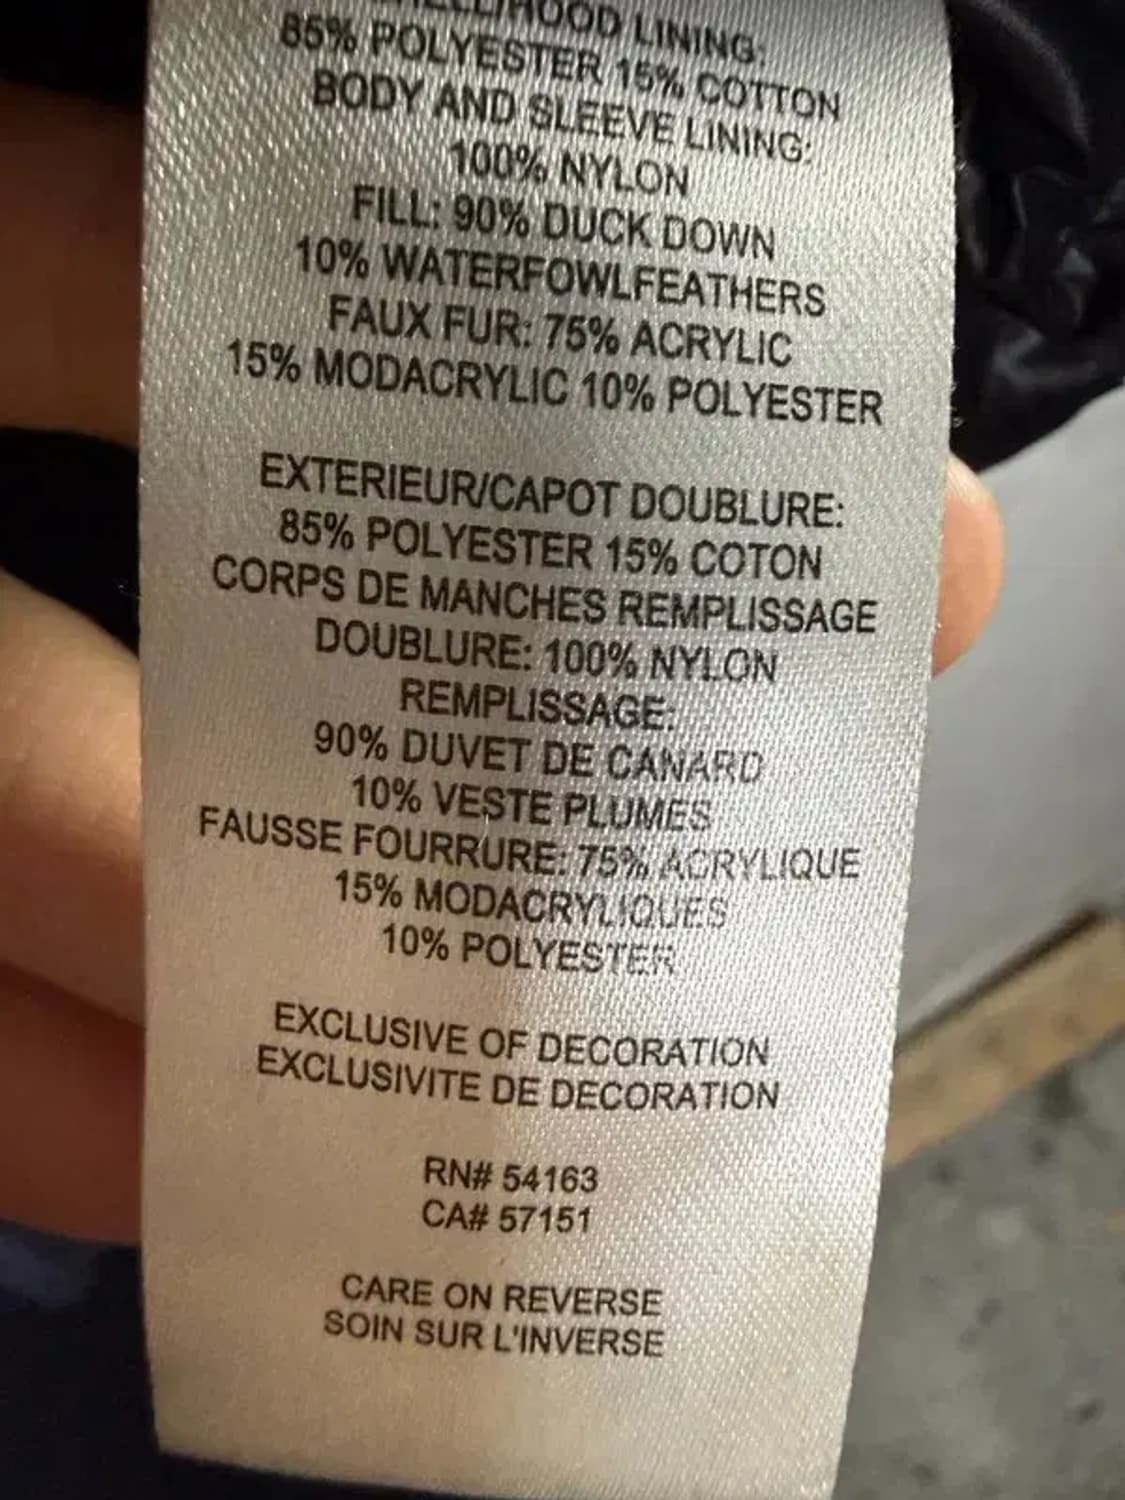 HOOD LINING:
85% POLYESTER 15% COTTON
BODY AND SLEEVE LINING:
100% NYLON
FILL: 90% DUCK DOWN
10% WATERFOWLFEATHERS
FAUX FUR: 75% ACRYLIC
15% MODACRYLIC 10% POLYESTER
EXTERIEUR/CAPOT DOUBLURE:
85% POLYESTER 15% COTON
CORPS DE MANCHES REMPLISSAGE
DOUBLURE: 100% NYLON
REMPLISSAGE:
90% DUVET DE CANARD
10% VESTE PLUMES
FAUSSE FOURRURE: 75% ACRYLIQUE
15% MODACRYLIQUES
10% POLYESTER
EXCLUSIVE OF DECORATION
EXCLUSIVITE DE DECORATION
RN# 54163
CA# 57151
CARE ON REVERSE
SOIN SUR L'INVERSE